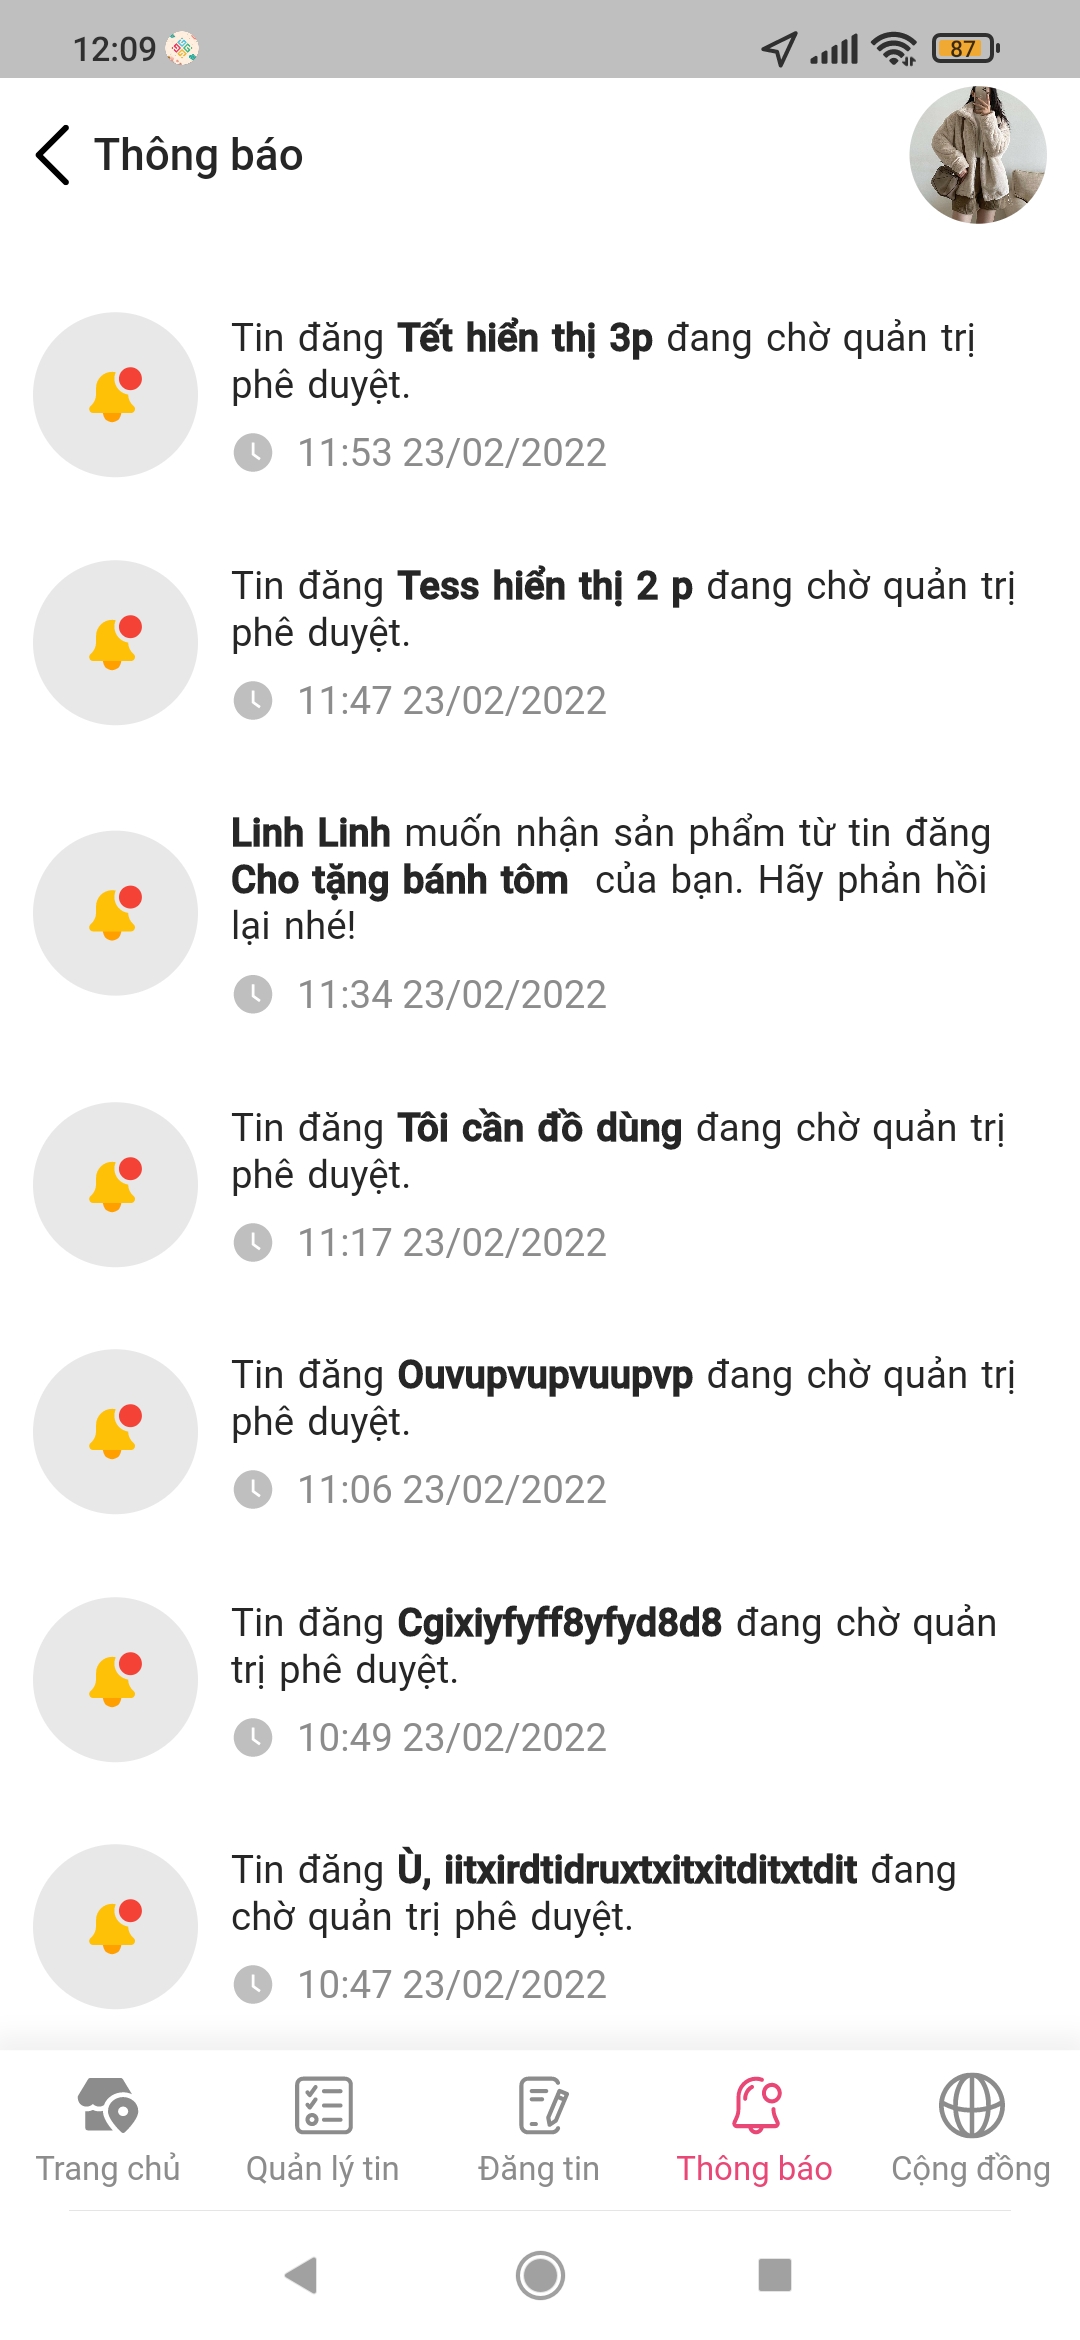 12:09
87
Thông báo
Tin đăng Tết hiển thị 3p đang chờ quản trị
phê duyệt.
11:53 23/02/2022
Tin đăng Tess hiển thị 2 p đang chờ quản trị
phê duyệt.
11:47 23/02/2022
Linh Linh muốn nhận sản phẩm từ tin đăng
Cho tặng bánh tôm  của bạn. Hãy phản hồi
lại nhé!
11:34 23/02/2022
Tin đăng Tôi cần đồ dùng đang chờ quản trị
phê duyệt.
11:17 23/02/2022
Tin đăng Ouvupvupvuupvp đang chờ quản trị
phê duyệt.
11:06 23/02/2022
Tin đăng Cgixiyfyff8yfyd8d8 đang chờ quản
trị phê duyệt.
10:49 23/02/2022
Tin đăng Ù, iitxirdtidruxtxitxitditxtdit đang
chờ quản trị phê duyệt.
10:47 23/02/2022
Trang chủ
Quản lý tin
Đăng tin
Thông báo
Cộng đồng